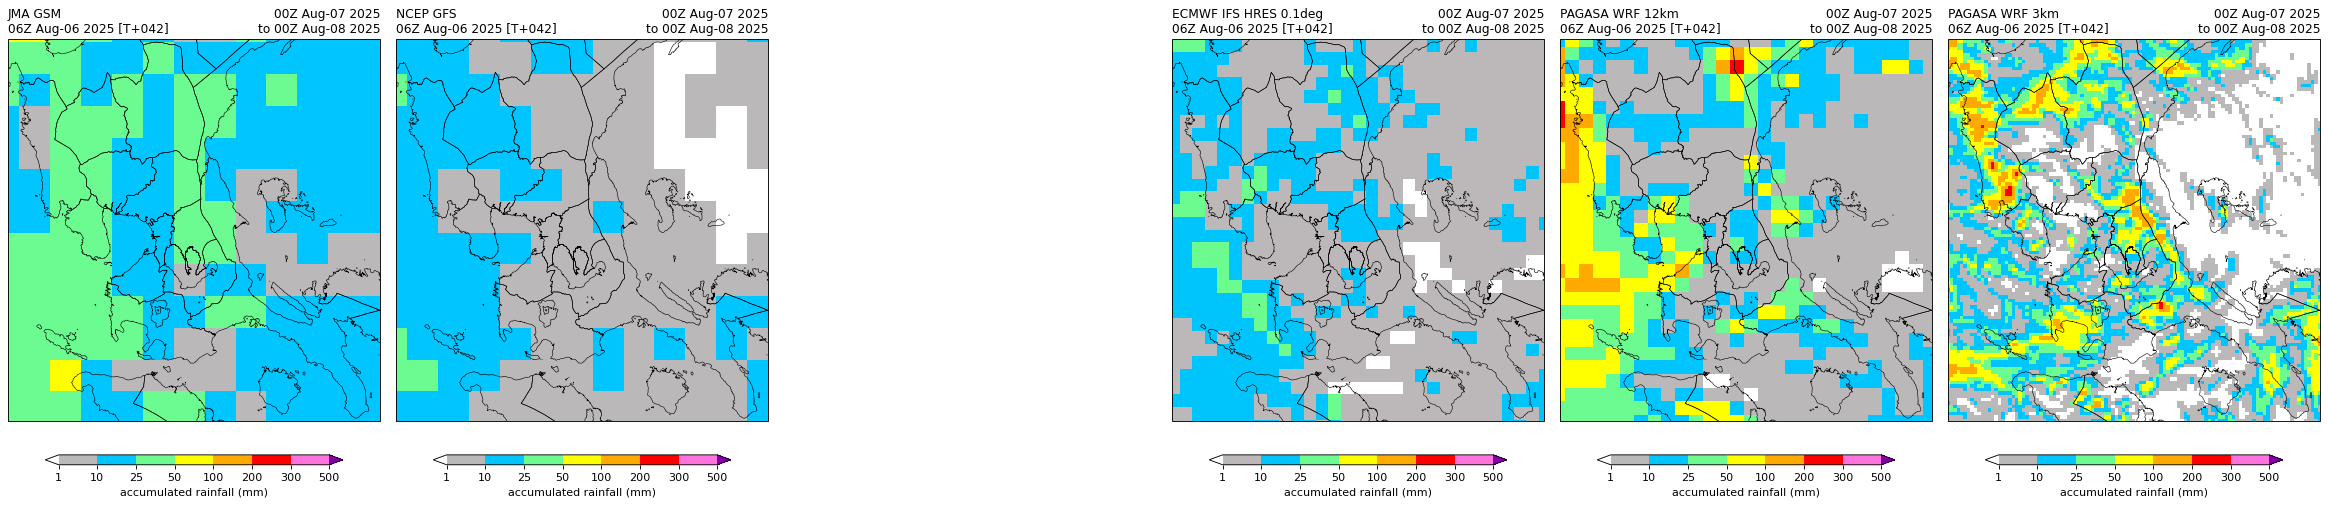 JMA GSM 00Z Aug-07 2025
06Z Aug-06 2025 [T+042] to 00Z Aug-08 2025
1 10 25 50 100 200 300 500
accumulated rainfall (mm)
NCEP GFS 00Z Aug-07 2025
06Z Aug-06 2025 [T+042] to 00Z Aug-08 2025
1 10 25 50 100 200 300 500
accumulated rainfall (mm)
ECMWF IFS HRES 0.1deg 00Z Aug-07 2025
06Z Aug-06 2025 [T+042] to 00Z Aug-08 2025
1 10 25 50 100 200 300 500
accumulated rainfall (mm)
PAGASA WRF 12km 00Z Aug-07 2025
06Z Aug-06 2025 [T+042] to 00Z Aug-08 2025
1 10 25 50 100 200 300 500
accumulated rainfall (mm)
PAGASA WRF 3km 00Z Aug-07 2025
06Z Aug-06 2025 [T+042] to 00Z Aug-08 2025
1 10 25 50 100 200 300 500
accumulated rainfall (mm)